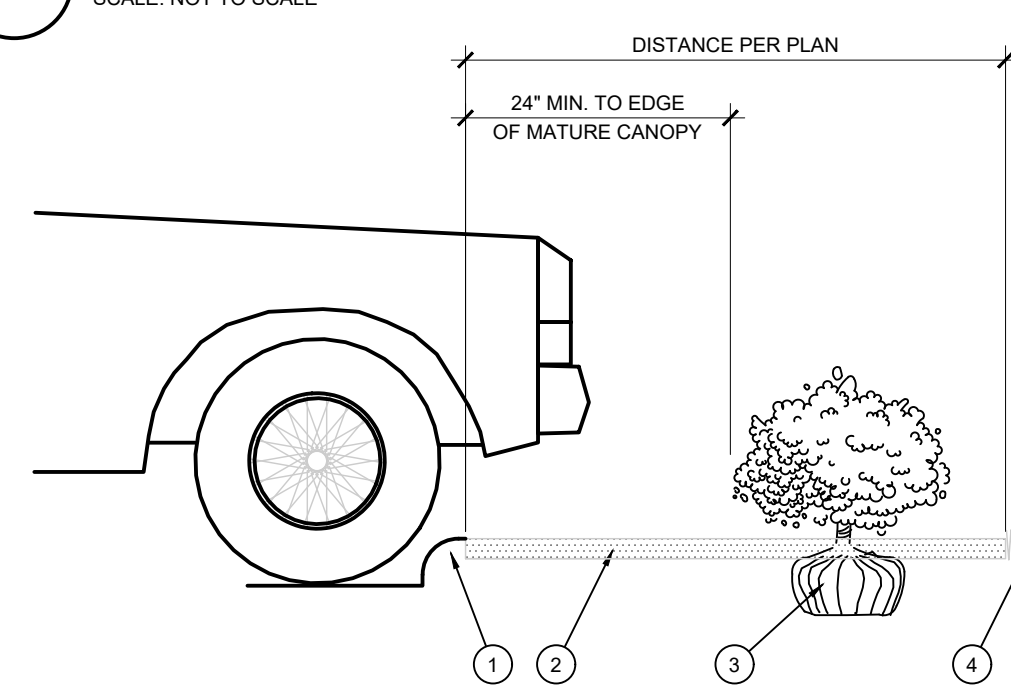 SCALE: NOT TO SCALE
DISTANCE PER PLAN
24" MIN. TO EDGE
OF MATURE CANOPY
1 2 3 4